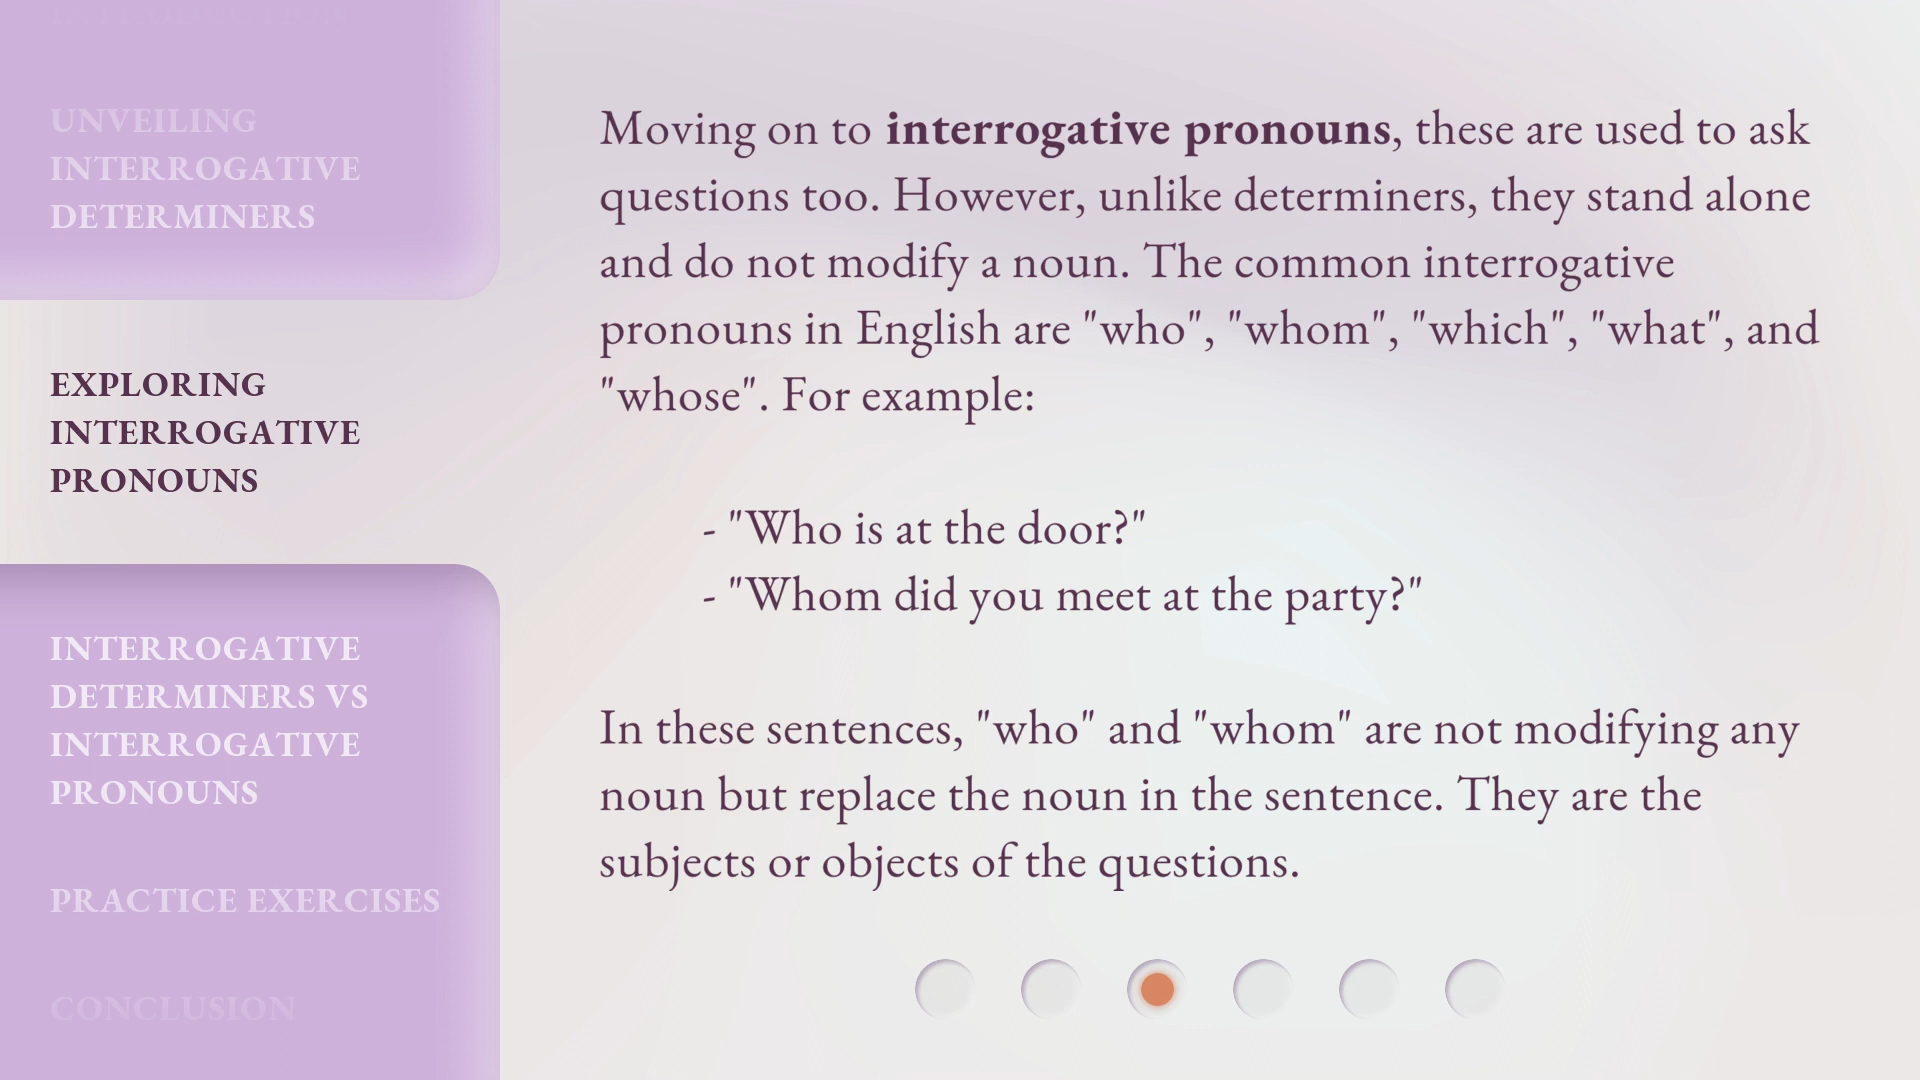 UNVEILING
INTERROGATIVE
DETERMINERS
EXPLORING
INTERROGATIVE
PRONOUNS
INTERROGATIVE
DETERMINERS VS
INTERROGATIVE
PRONOUNS
PRACTICE EXERCISES
CONCLUSION
Moving on to interrogative pronouns, these are used to ask
questions too. However, unlike determiners, they stand alone
and do not modify a noun. The common interrogative
pronouns in English are "who", "whom", "which", "what", and
"whose". For example:
- "Who is at the door?"
- "Whom did you meet at the party?"
In these sentences, "who" and "whom" are not modifying any
noun but replace the noun in the sentence. They are the
subjects or objects of the questions.